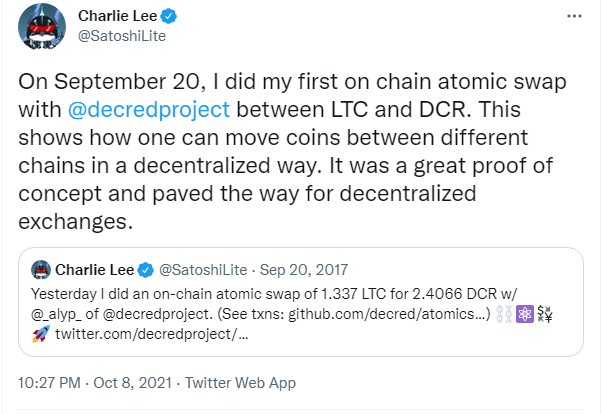 Charlie Lee
@SatoshiLite
On September 20, I did my first on chain atomic swap
with @decredproject between LTC and DCR. This
shows how one can move coins between different
chains in a decentralized way. It was a great proof of
concept and paved the way for decentralized
exchanges.
Charlie Lee @SatoshiLite · Sep 20, 2017
Yesterday I did an on-chain atomic swap of 1.337 LTC for 2.4066 DCR w/
@_alyp_ of @decredproject. (See txns: github.com/decred/atomics...) ⛓️⚛️💱
🚀 twitter.com/decredproject/...
10:27 PM · Oct 8, 2021 · Twitter Web App